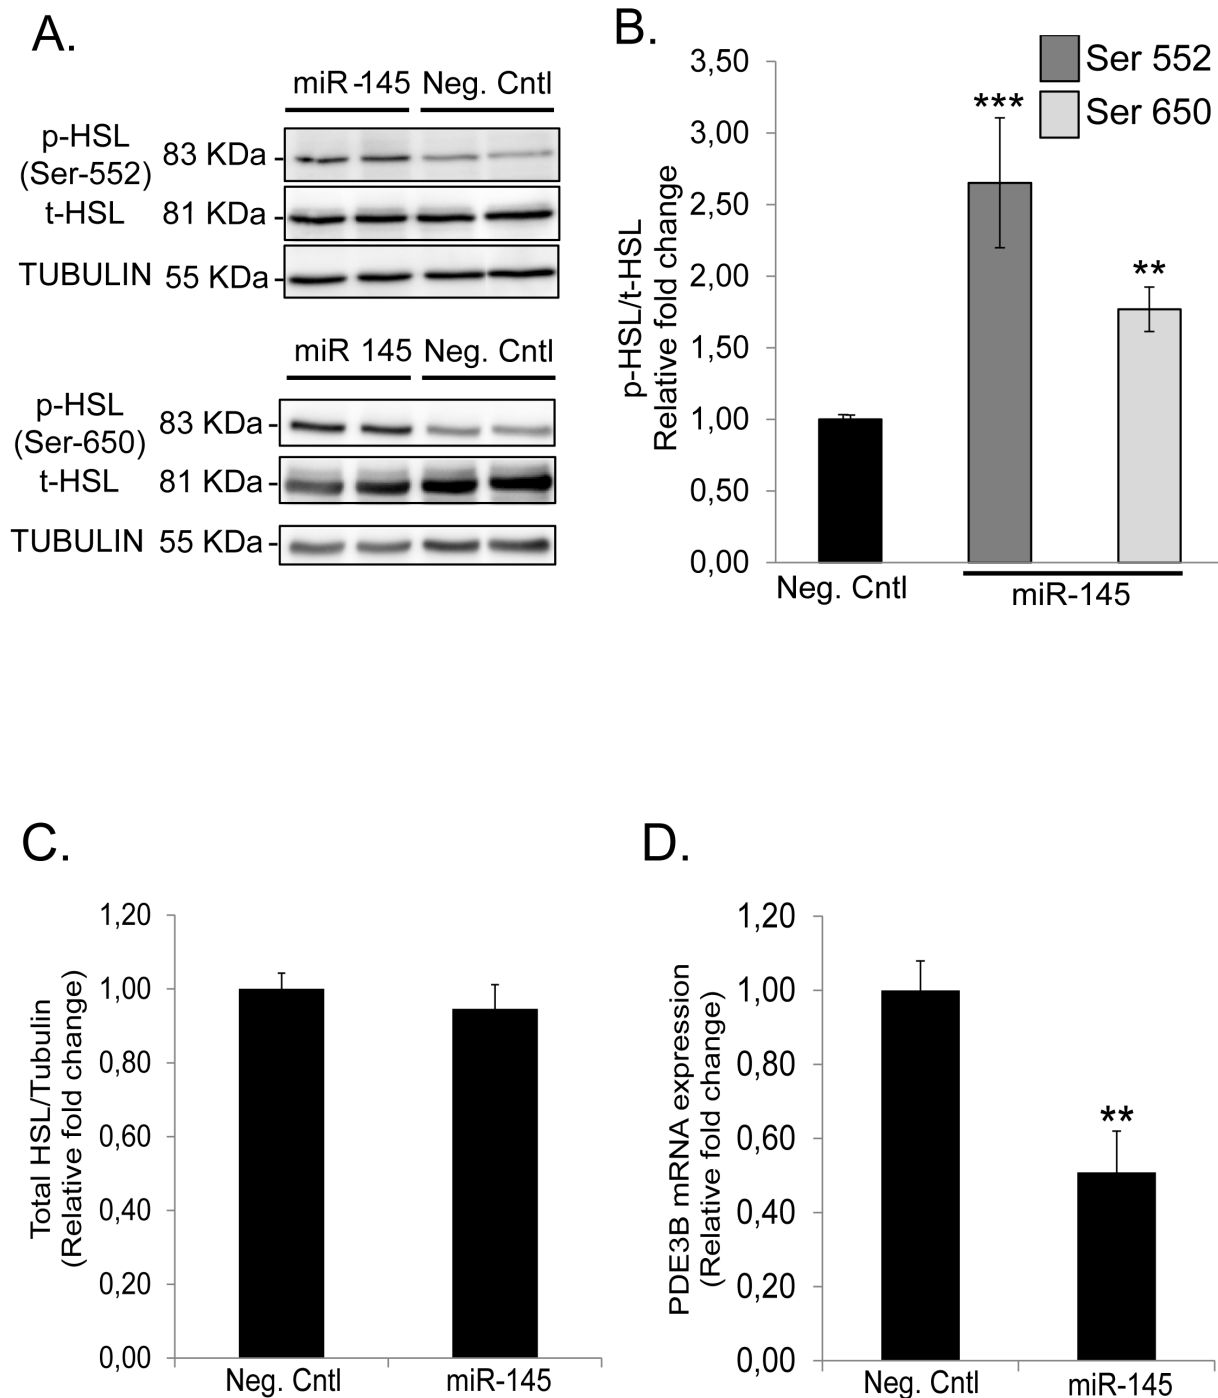 A.
miR-145 Neg. Cntl
p-HSL
(Ser-552)
83 KDa
t-HSL 81 KDa
TUBULIN 55 KDa
miR 145 Neg. Cntl
p-HSL
(Ser-650)
83 KDa
t-HSL 81 KDa
TUBULIN 55 KDa
B.
Ser 552
Ser 650
p-HSL/t-HSL
Relative fold change
3,50
3,00
2,50
2,00
1,50
1,00
0,50
0,00
***
**
Neg. Cntl
miR-145
C.
Total HSL/Tubulin
(Relative fold change)
1,20
1,00
0,80
0,60
0,40
0,20
0,00
Neg. Cntl miR-145
D.
PDE3B mRNA expression
(Relative fold change)
1,20
1,00
0,80
0,60
0,40
0,20
0,00
**
Neg. Cntl miR-145